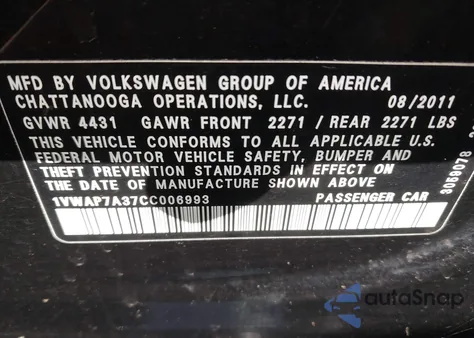 MFD BY VOLKSWAGEN GROUP OF AMERICA
CHATTANOOGA OPERATIONS, LLC. 08/2011
GVWR 4431 GAWR FRONT 2271 / REAR 2271 LBS
THIS VEHICLE CONFORMS TO ALL APPLICABLE U.S.
FEDERAL MOTOR VEHICLE SAFETY, BUMPER AND
THEFT PREVENTION STANDARDS IN EFFECT ON THE
DATE OF MANUFACTURE SHOWN ABOVE
1VWAP7A37CC006993 PASSENGER CAR
autoSnap